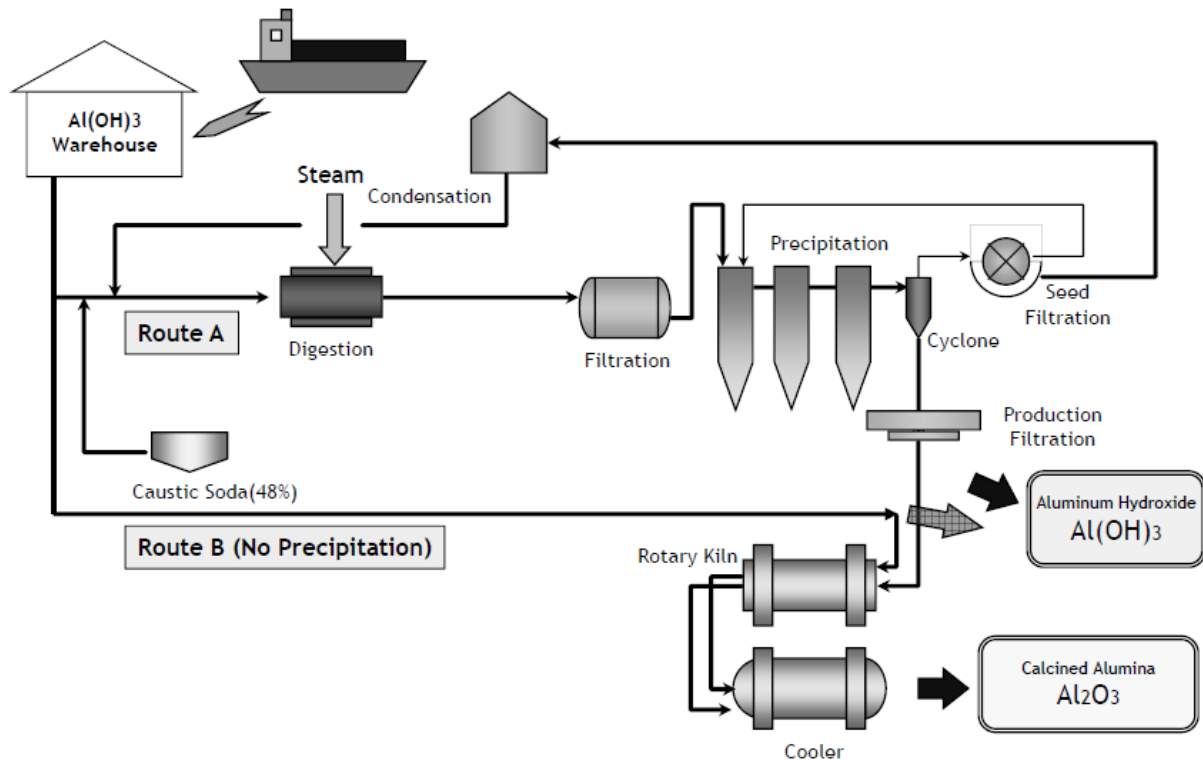 Al(OH)3
Warehouse
Steam
Condensation
Precipitation
Seed
Filtration
Route A
Digestion
Filtration
Cyclone
Production
Filtration
Caustic Soda(48%)
Aluminum Hydroxide
Al(OH)3
Route B (No Precipitation)
Rotary Kiln
Calcined Alumina
Al2O3
Cooler